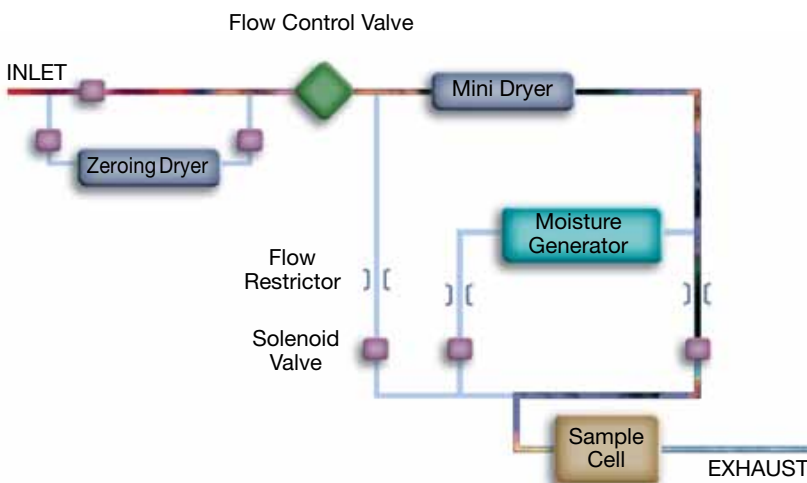 Flow Control Valve
INLET
Mini Dryer
Zeroing Dryer
Moisture
Generator
Flow
Restrictor
Solenoid
Valve
Sample
Cell
EXHAUST